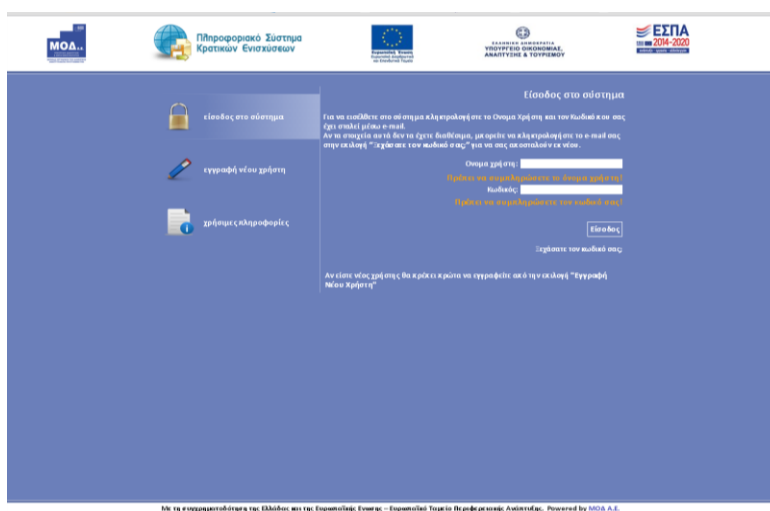 ΜΟΔ Α.Ε.
Πληροφοριακό Σύστημα
Κρατικών Ενισχύσεων
Ευρωπαϊκή Ένωση
ΕΛΛΗΝΙΚΗ ΔΗΜΟΚΡΑΤΙΑ
ΥΠΟΥΡΓΕΙΟ ΟΙΚΟΝΟΜΙΑΣ,
ΑΝΑΠΤΥΞΗΣ & ΤΟΥΡΙΣΜΟΥ
ΕΣΠΑ
2014-2020
Είσοδος στο σύστημα
είσοδος στο σύστημα
εγγραφή νέου χρήστη
χρήσιμες πληροφορίες
Για να εισέλθετε στο σύστημα πληκτρολογήστε το Όνομα Χρήστη και τον Κωδικό που σας
έχει σταλεί μέσω e-mail.
Αν τα στοιχεία αυτά δεν τα έχετε διαθέσιμα, μπορείτε να πληκτρολογήστε το e-mail σας
στην επιλογή "Ξεχάσατε τον κωδικό σας;" για να σας αποσταλούν εκ νέου.
Όνομα χρήστη:
Πρέπει να συμπληρώσετε το όνομα χρήστη!
Κωδικός:
Πρέπει να συμπληρώσετε τον κωδικό σας!
Είσοδος
Ξεχάσατε τον κωδικό σας;
Αν είστε νέος χρήστης θα πρέπει πρώτα να εγγραφείτε από την επιλογή "Εγγραφή
Νέου Χρήστη"
Με τη συγχρηματοδότηση της Ελλάδας και της Ευρωπαϊκής Ένωσης – Ευρωπαϊκό Ταμείο Περιφερειακής Ανάπτυξης. Powered by ΜΟΔ Α.Ε.